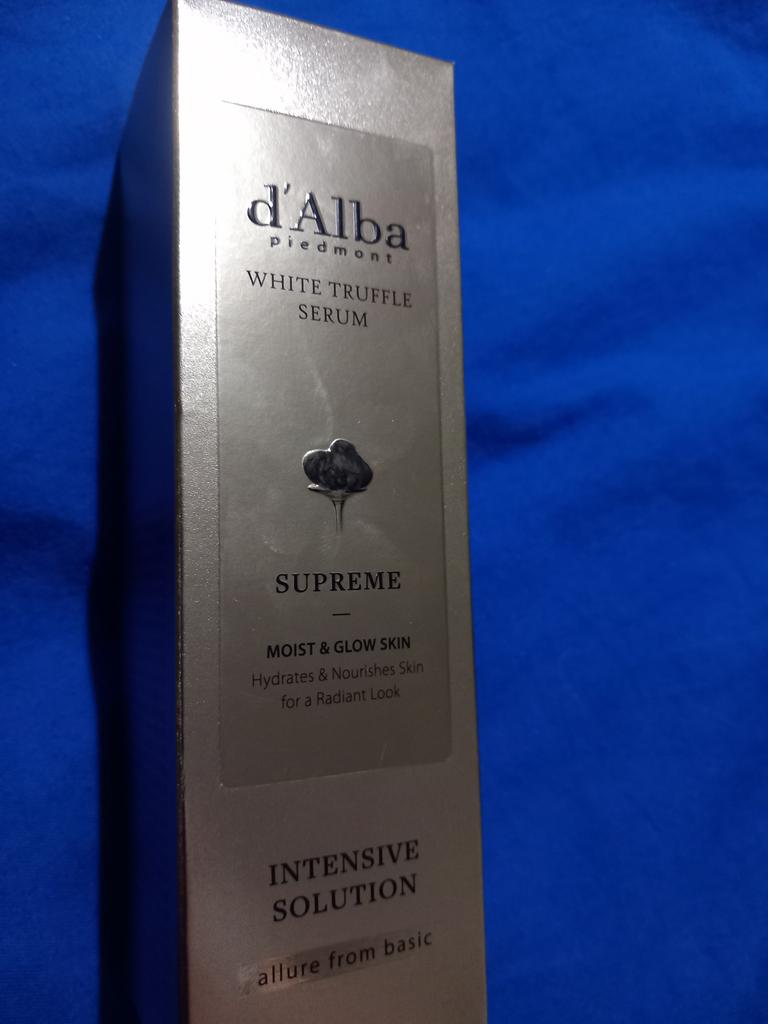 d'Alba
piedmont
WHITE TRUFFLE
SERUM
SUPREME
—
MOIST & GLOW SKIN
Hydrates & Nourishes Skin
for a Radiant Look
INTENSIVE
SOLUTION
allure from basic